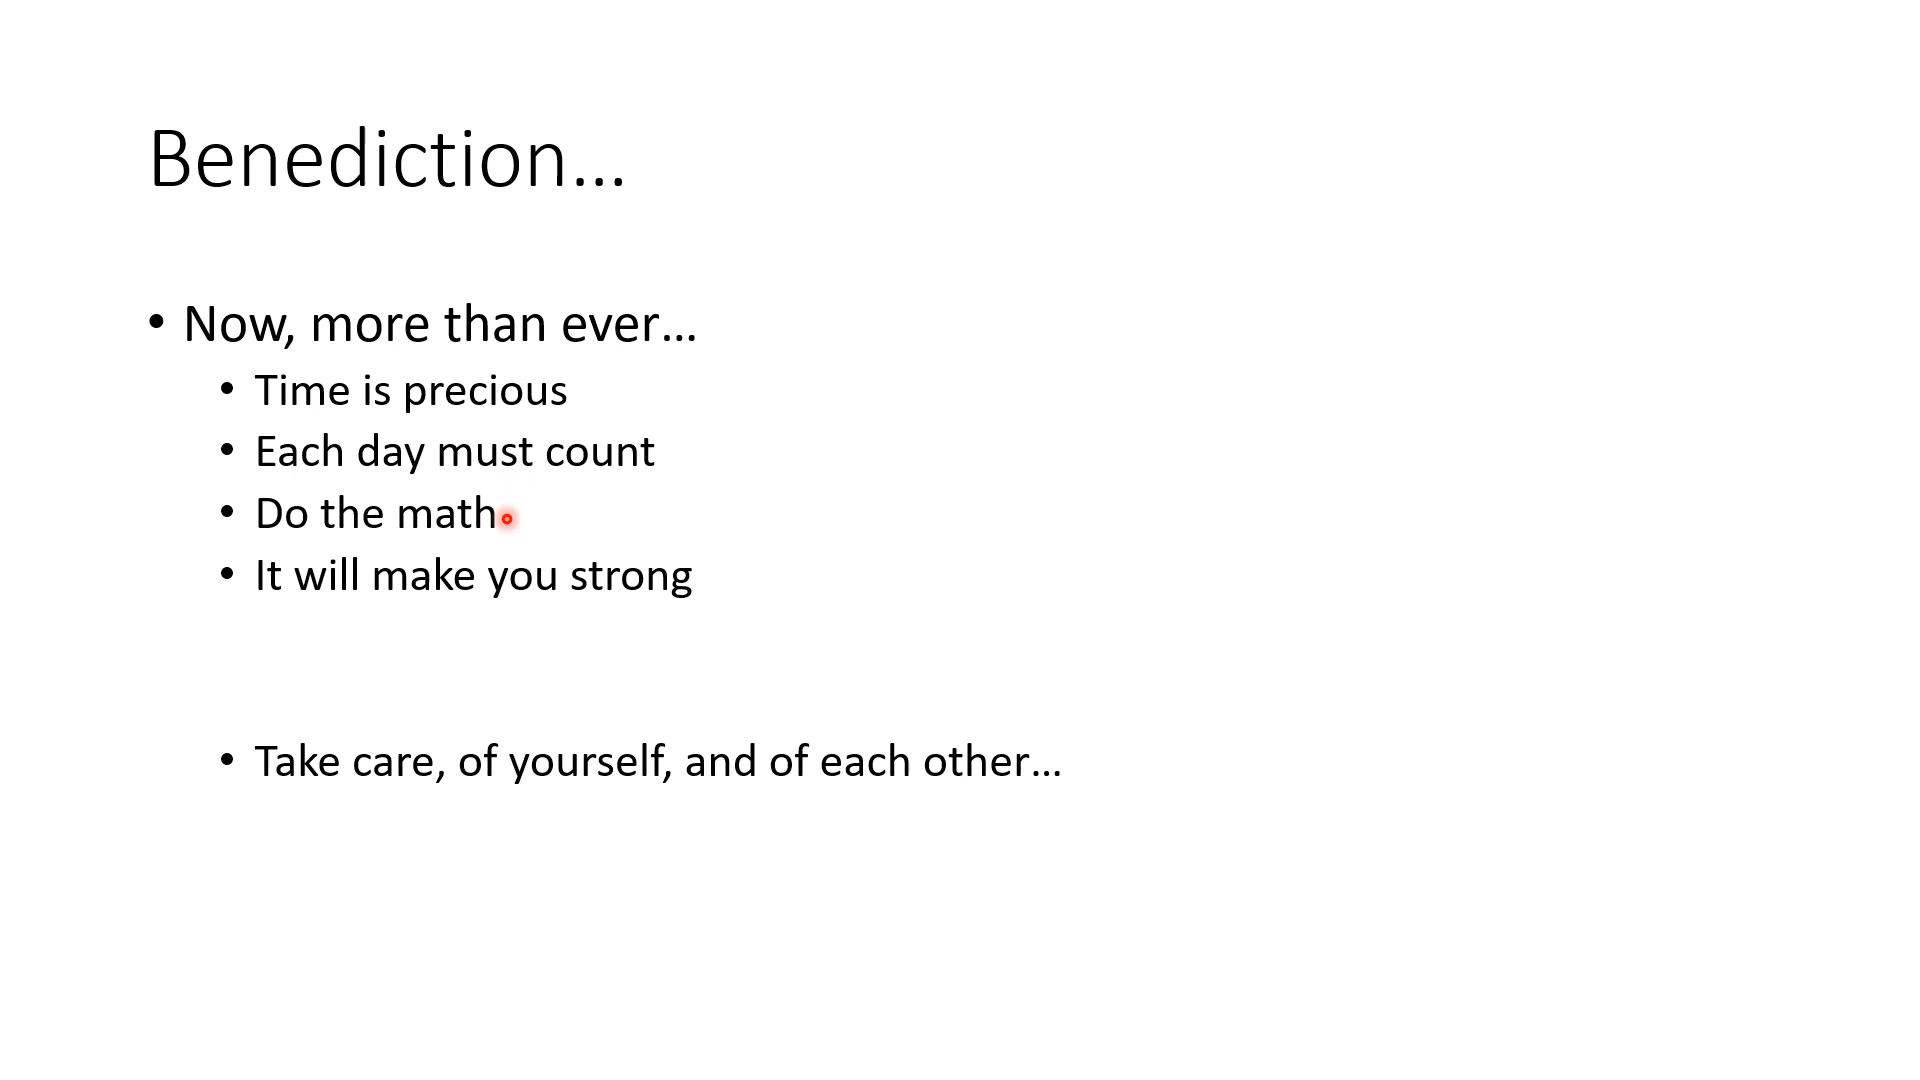 Benediction…
• Now, more than ever…
• Time is precious
• Each day must count
• Do the math
• It will make you strong
• Take care, of yourself, and of each other…